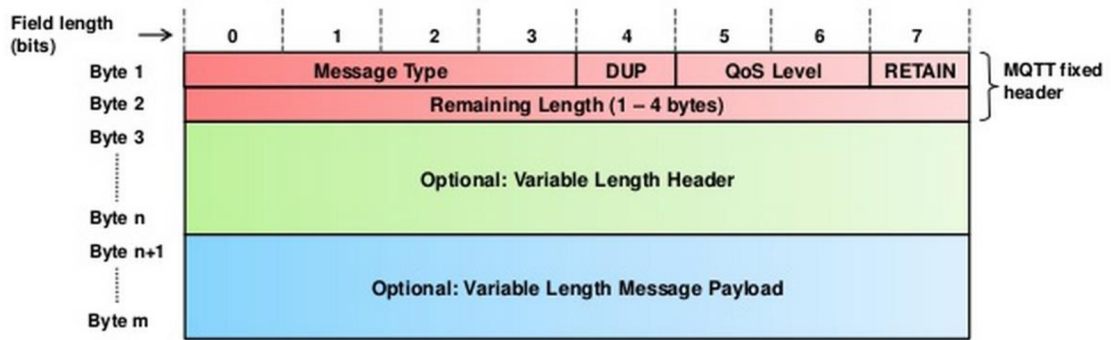 Field length
(bits)
0 1 2 3 4 5 6 7
Byte 1 Message Type DUP QoS Level RETAIN
MQTT fixed
header
Byte 2 Remaining Length (1 – 4 bytes)
Byte 3
Optional: Variable Length Header
Byte n
Byte n+1
Optional: Variable Length Message Payload
Byte m